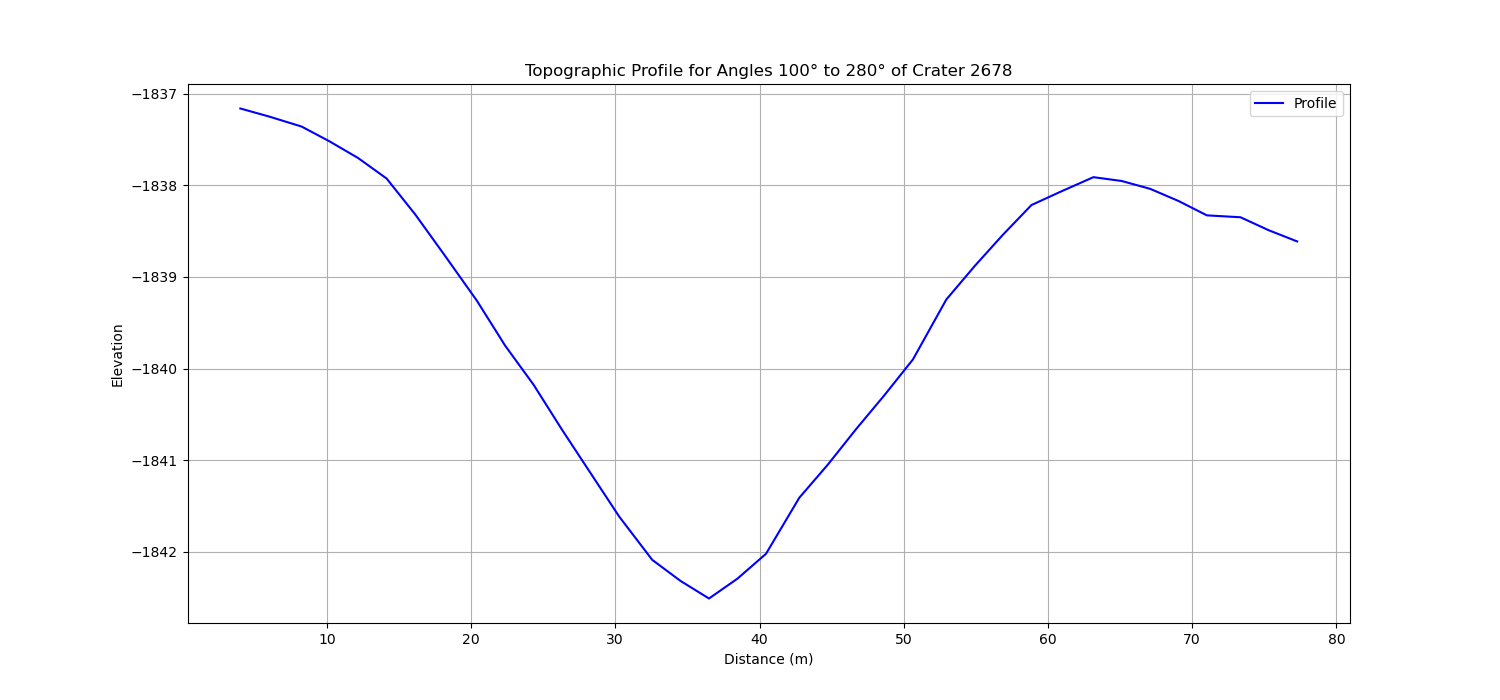 Topographic Profile for Angles 100° to 280° of Crater 2678
Profile
−1837
−1838
−1839
−1840
−1841
−1842
Elevation
10 20 30 40 50 60 70 80
Distance (m)